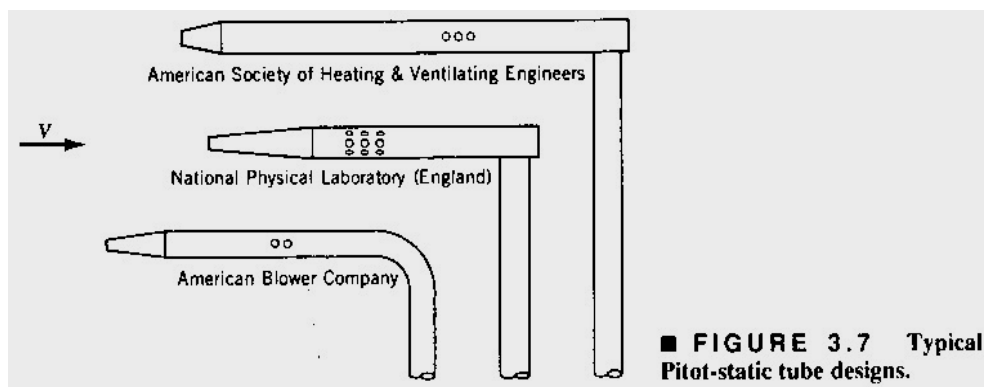 American Society of Heating & Ventilating Engineers
V
National Physical Laboratory (England)
American Blower Company
■ FIGURE 3.7 Typical
Pitot-static tube designs.